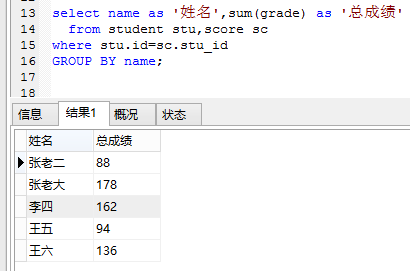 13 select name as '姓名',sum(grade) as '总成绩'
14 from student stu,score sc
15 where stu.id=sc.stu_id
16 GROUP BY name;
17
18
信息 结果1 概况 状态
姓名 总成绩
张老二 88
张老大 178
李四 162
王五 94
王六 136